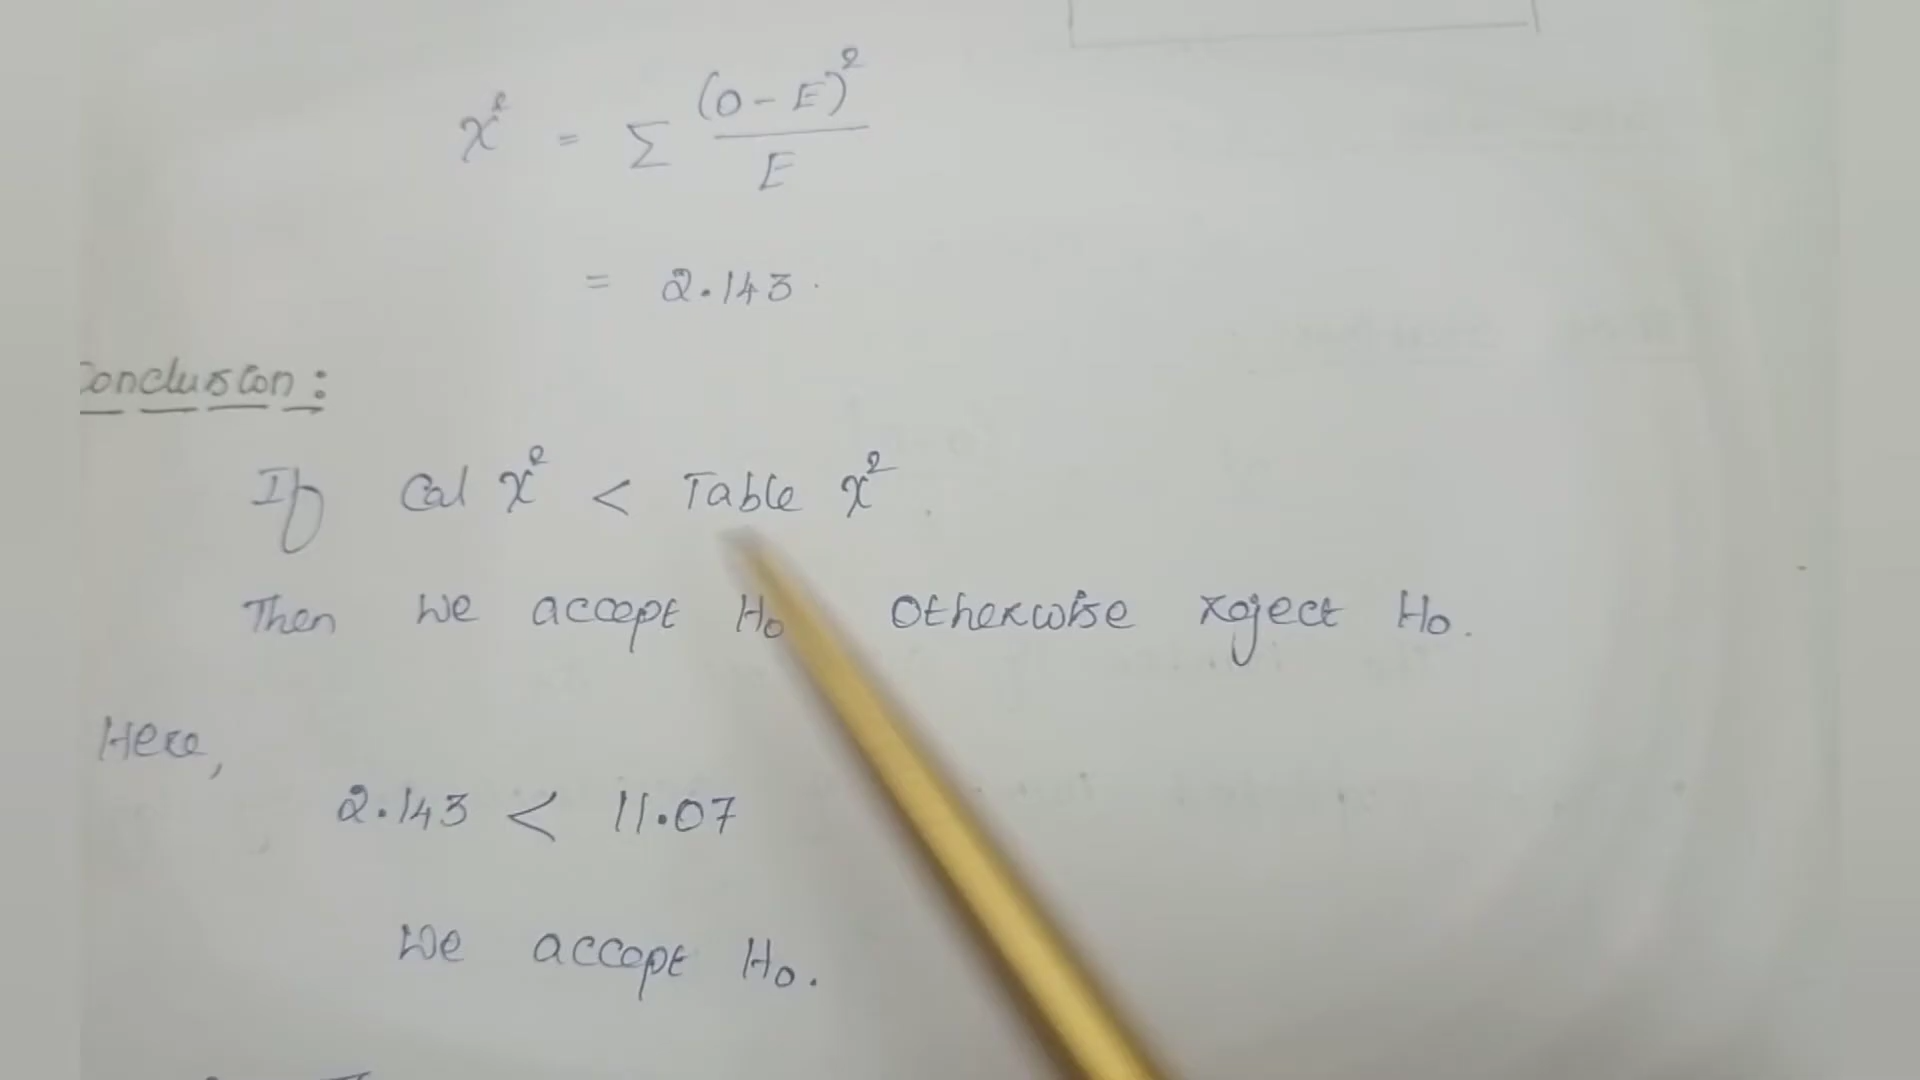 χ² = Σ (O - E)² / E
= 2.143.
Conclusion:
If Cal χ² < Table χ²
Then we accept H₀ Otherwise reject H₀.
Here,
2.143 < 11.07
We accept H₀.